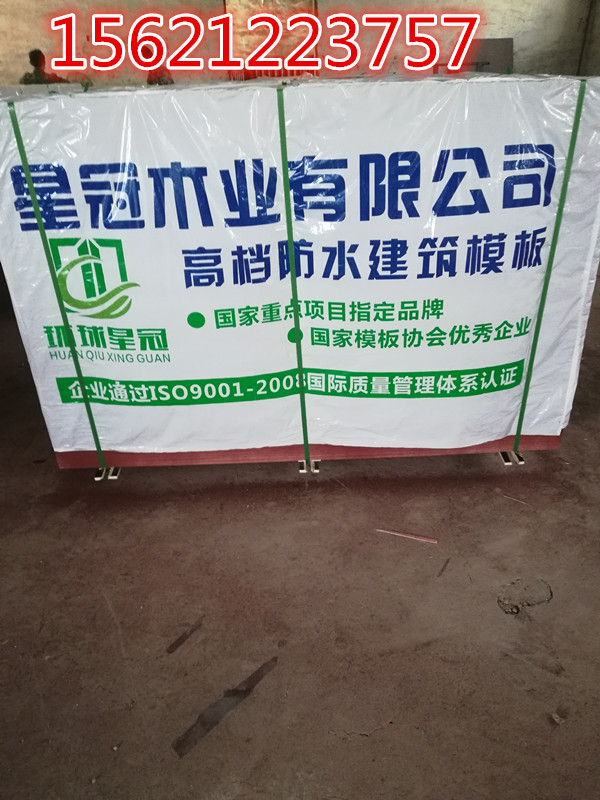 15621223757
星冠木业有限公司
高档防水建筑模板
国家重点项目指定品牌
国家模板协会优秀企业
环球星冠
HUAN QIU XING GUAN
企业通过ISO9001-2008国际质量管理体系认证